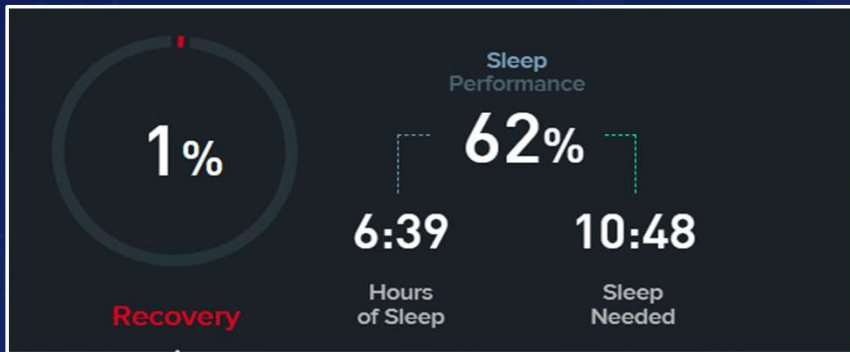 1%
Recovery
Sleep
Performance
62%
6:39
Hours
of Sleep
10:48
Sleep
Needed